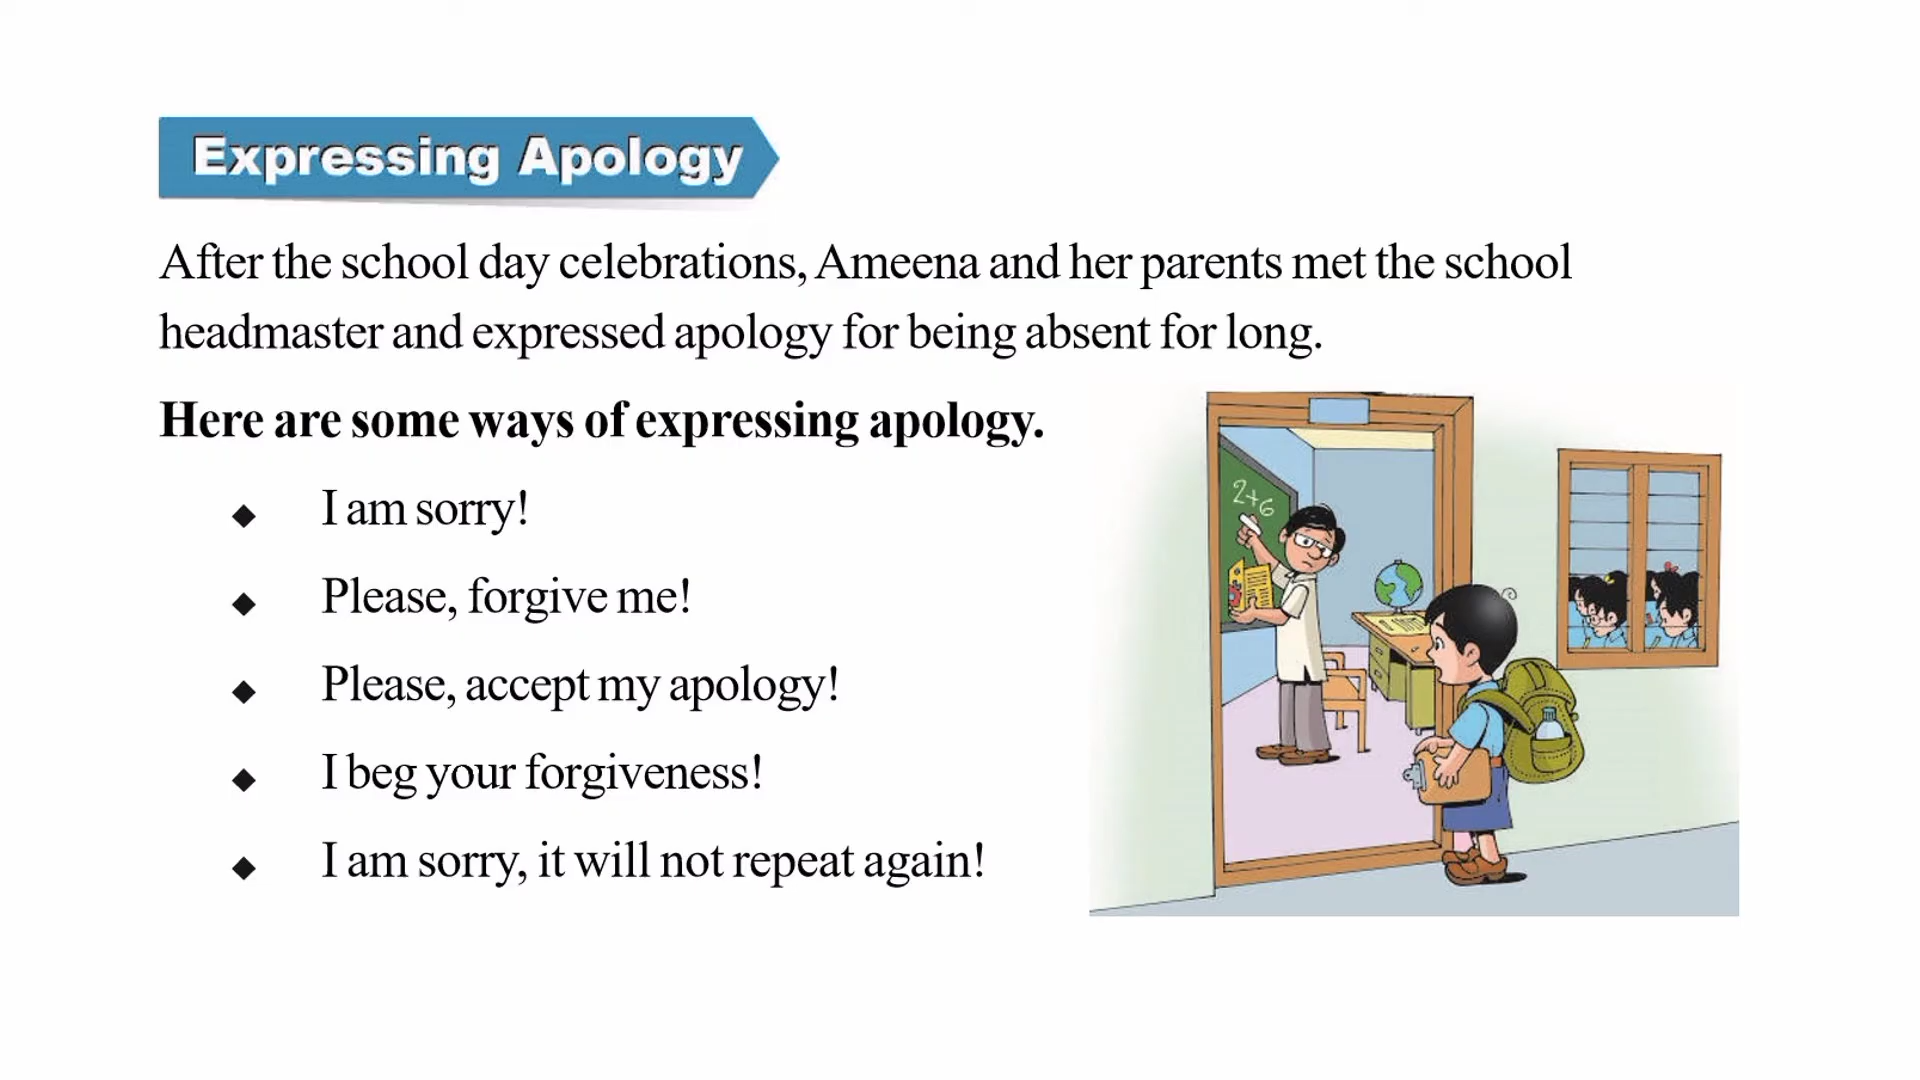 Expressing Apology
After the school day celebrations, Ameena and her parents met the school
headmaster and expressed apology for being absent for long.
Here are some ways of expressing apology.
◆ I am sorry!
◆ Please, forgive me!
◆ Please, accept my apology!
◆ I beg your forgiveness!
◆ I am sorry, it will not repeat again!
2+6